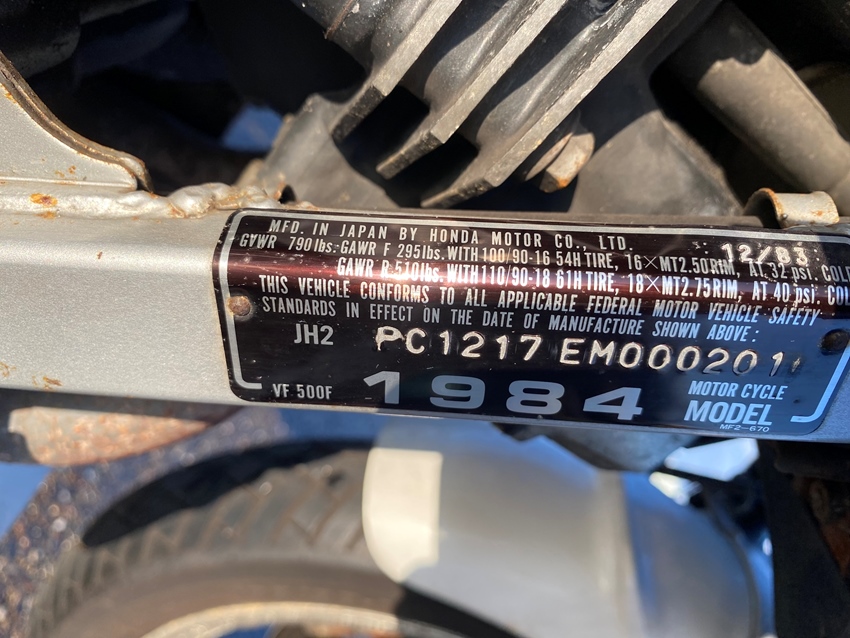 MFD. IN JAPAN BY HONDA MOTOR CO., LTD. 12/83
GVWR 790 lbs. GAWR F 295 lbs. WITH 100/90-16 54H TIRE, 16×MT2.50 RIM, AT 32 psi. COLD
GAWR R 510 lbs. WITH 110/90-18 61H TIRE, 18×MT2.75 RIM, AT 40 psi. COLD
THIS VEHICLE CONFORMS TO ALL APPLICABLE FEDERAL MOTOR VEHICLE SAFETY
STANDARDS IN EFFECT ON THE DATE OF MANUFACTURE SHOWN ABOVE:
JH2 PC1217EM000201
VF 500F 1984 MOTOR CYCLE
MODEL
MF2-670